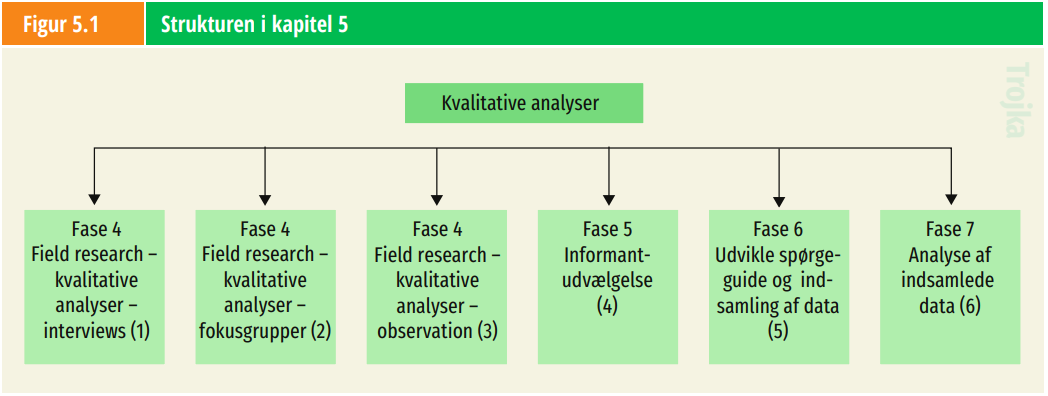 Figur 5.1
Strukturen i kapitel 5
Trojka
Kvalitative analyser
Fase 4
Field research –
kvalitative
analyser –
interviews (1)
Fase 4
Field research –
kvalitative
analyser –
fokusgrupper (2)
Fase 4
Field research –
kvalitative
analyser –
observation (3)
Fase 5
Informant-
udvælgelse
(4)
Fase 6
Udvikle spørge-
guide og ind-
samling af data
(5)
Fase 7
Analyse af
indsamlede
data (6)